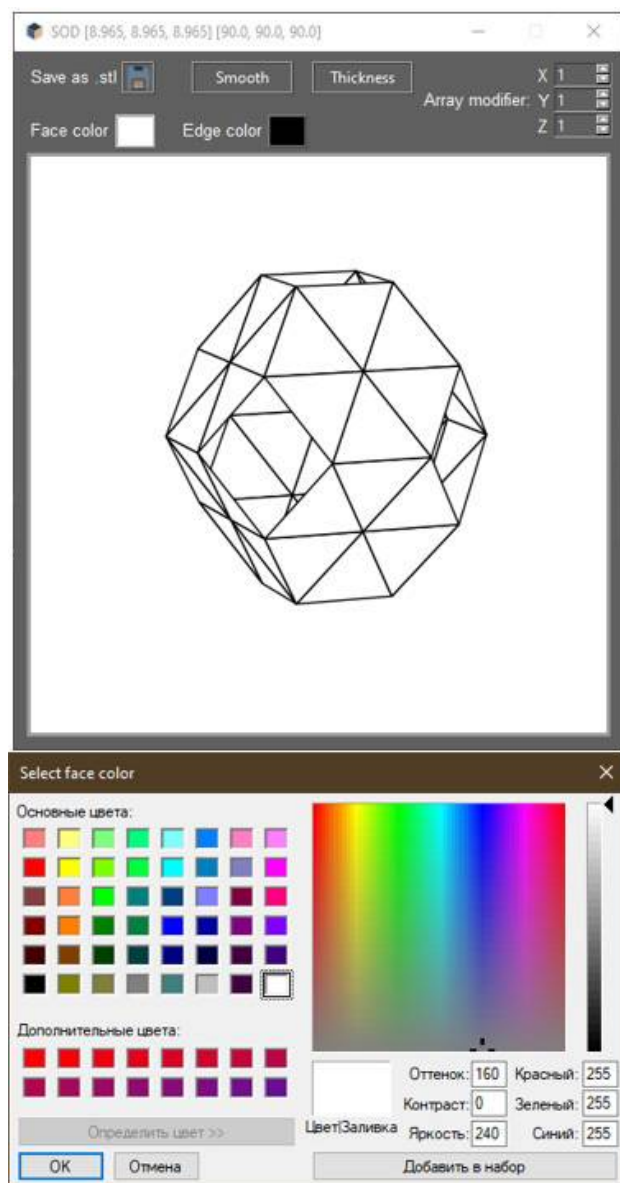 SOD [8.965, 8.965, 8.965] [90.0, 90.0, 90.0]
Save as .stl Smooth Thickness X 1
Array modifier: Y 1
Face color Edge color Z 1
Select face color
Основные цвета:
Дополнительные цвета:
Определить цвет >>
OK Отмена
Оттенок: 160 Красный: 255
Контраст: 0 Зеленый: 255
Цвет|Заливка Яркость: 240 Синий: 255
Добавить в набор